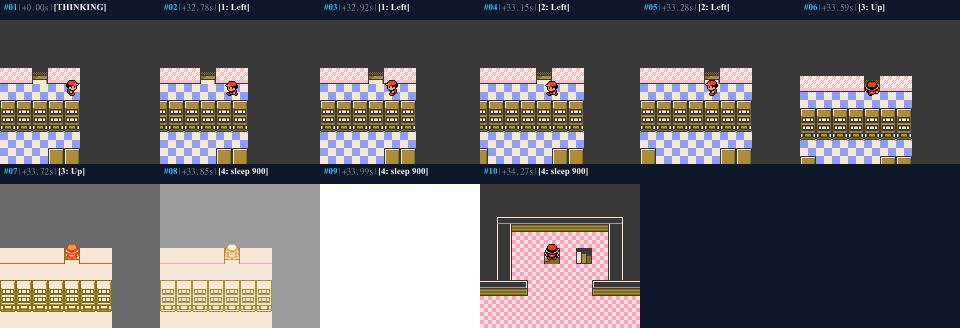 #01|+0.00s|[THINKING]
#02|+32.78s|[1: Left]
#03|+32.92s|[1: Left]
#04|+33.15s|[2: Left]
#05|+33.28s|[2: Left]
#06|+33.59s|[3: Up]
#07|+33.72s|[3: Up]
#08|+33.85s|[4: sleep 900]
#09|+33.99s|[4: sleep 900]
#10|+34.27s|[4: sleep 900]